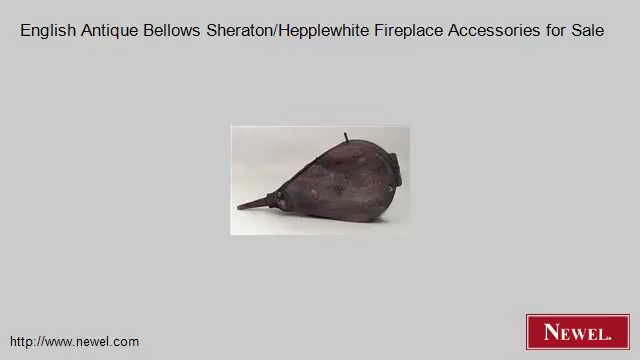 English Antique Bellows Sheraton/Hepplewhite Fireplace Accessories for Sale
http://www.newel.com
NEWEL.